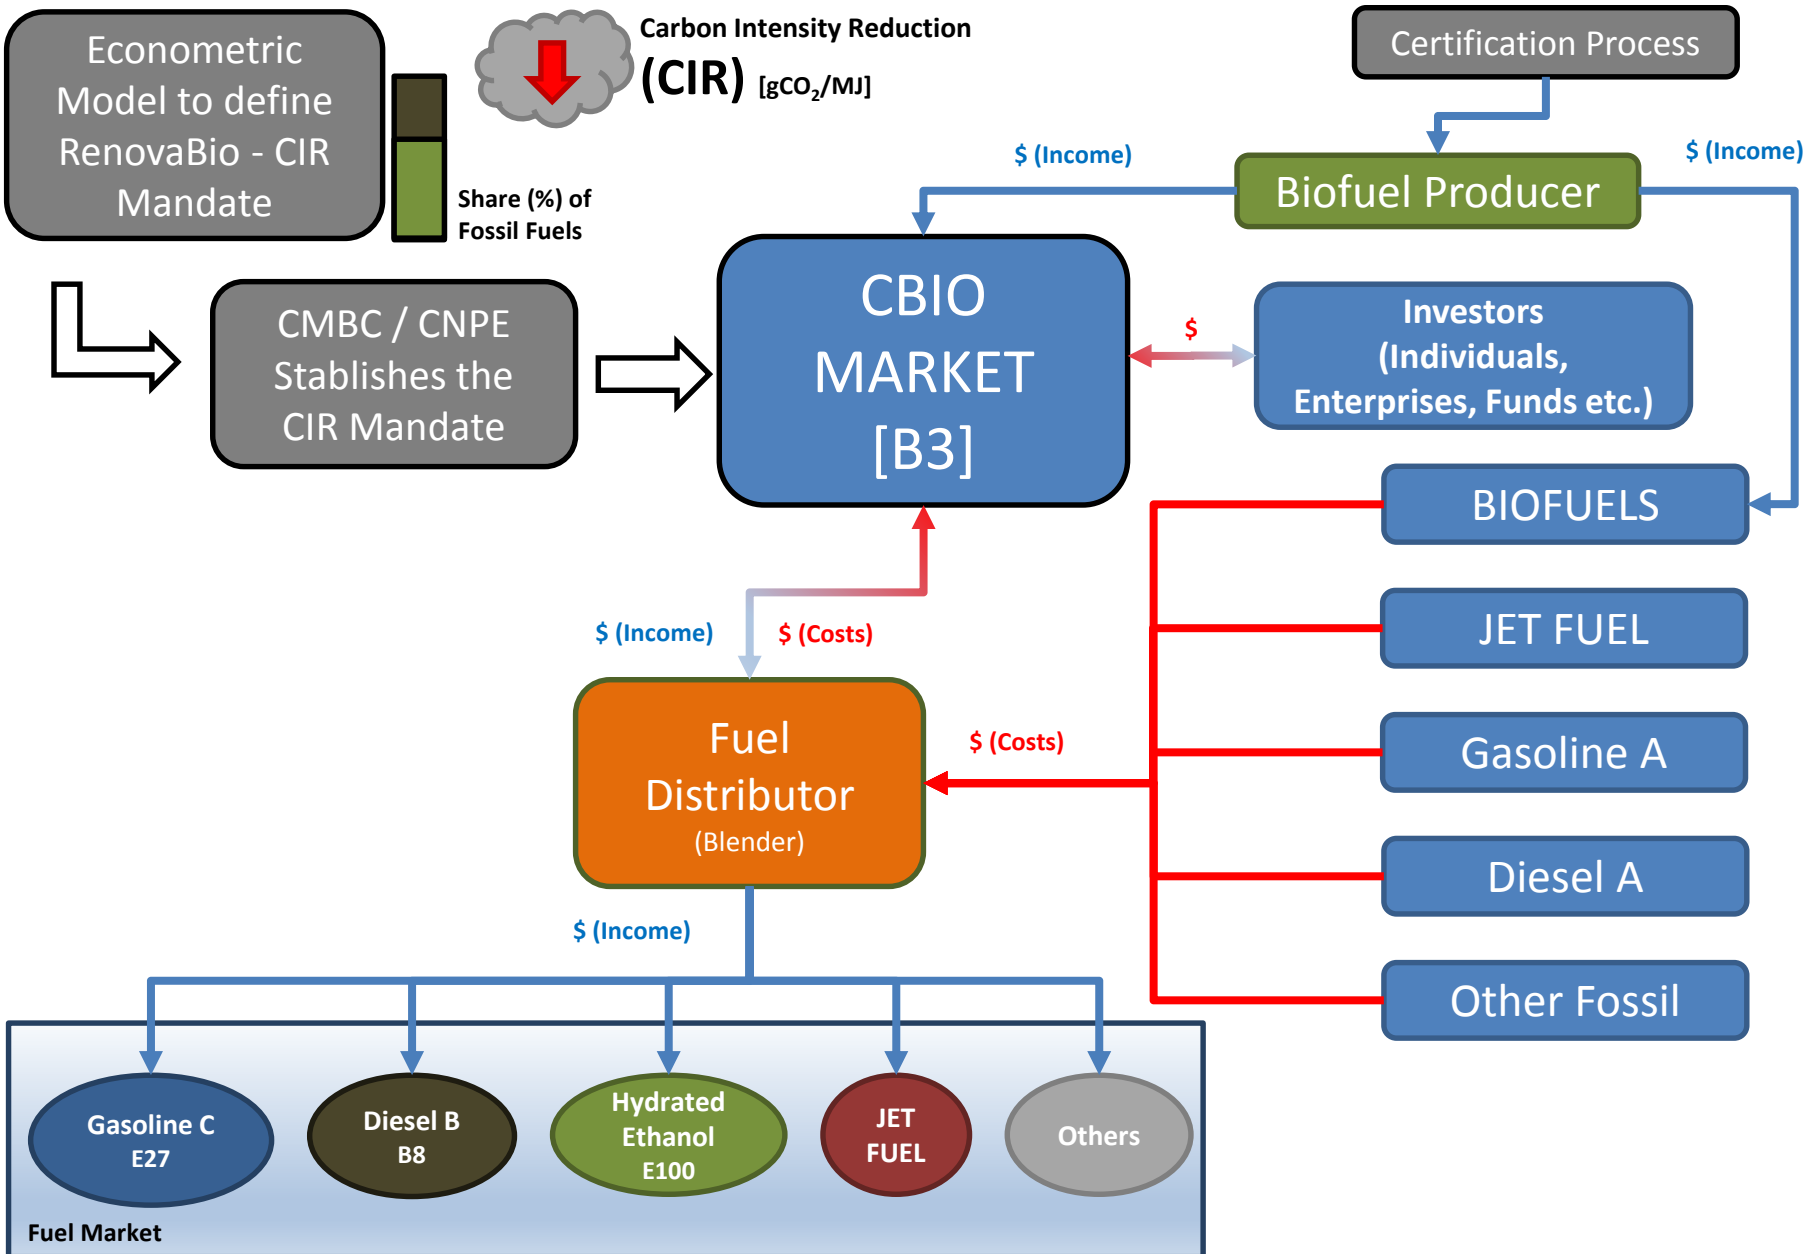 Econometric
Model to define
RenovaBio - CIR
Mandate
Share (%) of
Fossil Fuels
Carbon Intensity Reduction
(CIR) [gCO₂/MJ]
Certification Process
$ (Income)
Biofuel Producer
$ (Income)
CMBC / CNPE
Stablishes the
CIR Mandate
CBIO
MARKET
[B3]
$
Investors
(Individuals,
Enterprises, Funds etc.)
BIOFUELS
JET FUEL
Gasoline A
Diesel A
Other Fossil
$ (Income)
$ (Costs)
Fuel
Distributor
(Blender)
$ (Costs)
$ (Income)
Gasoline C
E27
Diesel B
B8
Hydrated
Ethanol
E100
JET
FUEL
Others
Fuel Market